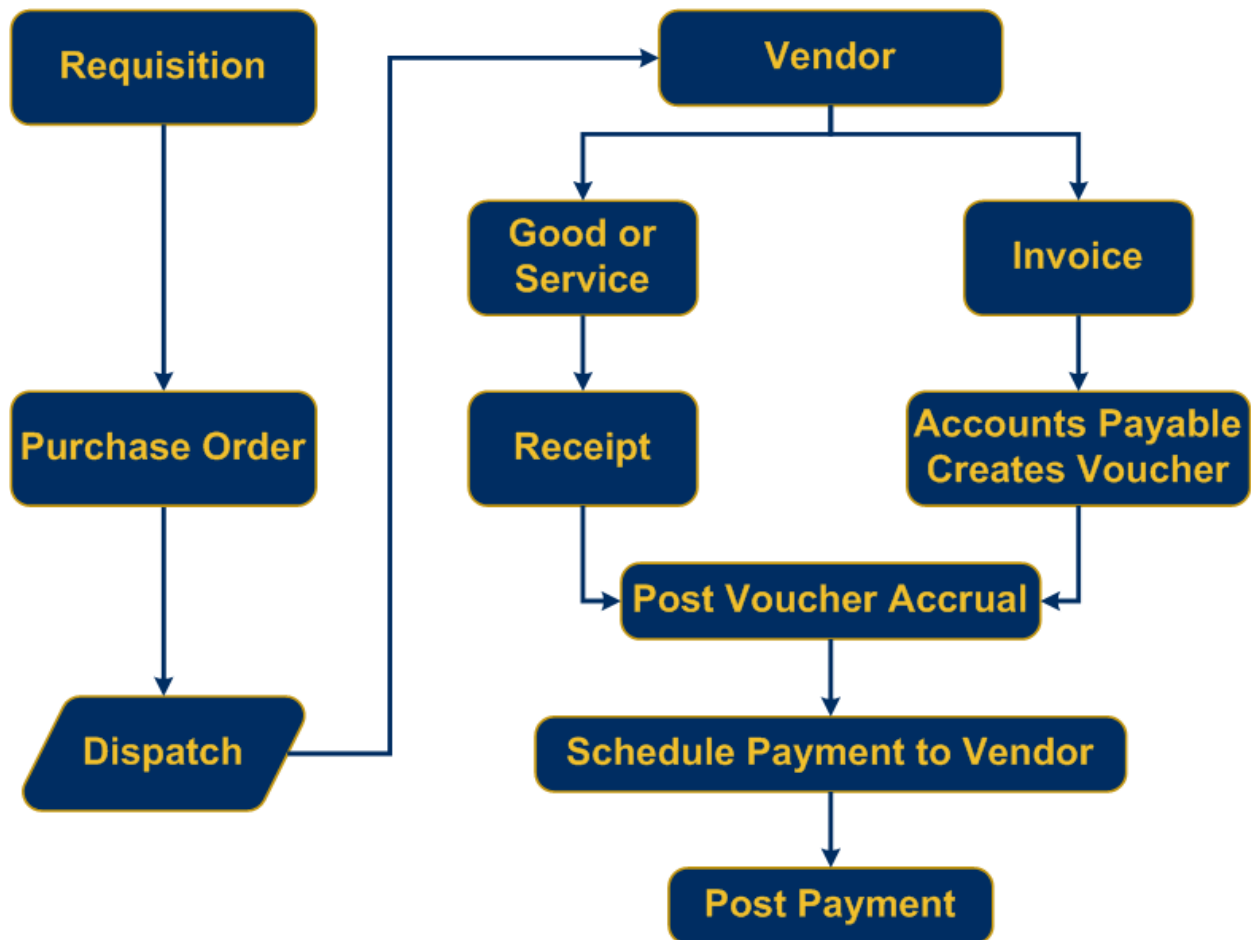 Requisition
Purchase Order
Dispatch
Vendor
Good or
Service
Invoice
Receipt
Accounts Payable
Creates Voucher
Post Voucher Accrual
Schedule Payment to Vendor
Post Payment